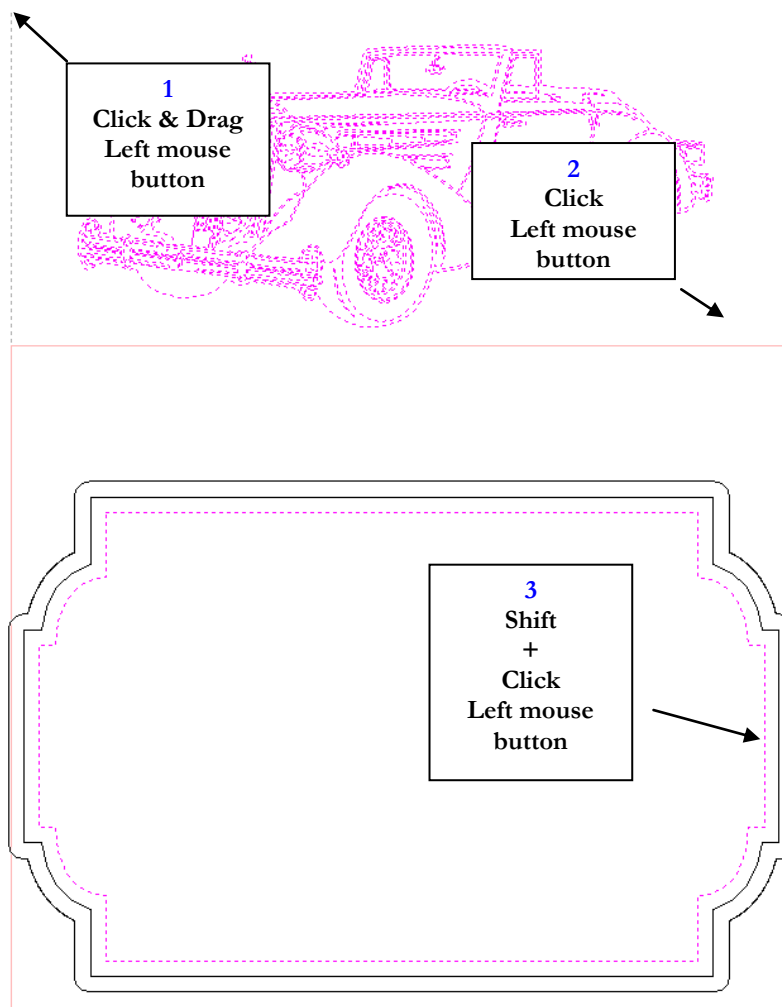 1
Click & Drag
Left mouse
button
2
Click
Left mouse
button
3
Shift
+
Click
Left mouse
button